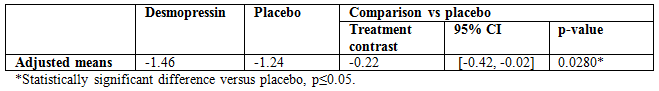 Desmopressin Placebo Comparison vs placebo
Treatment contrast 95% CI p-value
Adjusted means -1.46 -1.24 -0.22 [-0.42, -0.02] 0.0280*
*Statistically significant difference versus placebo, p≤0.05.